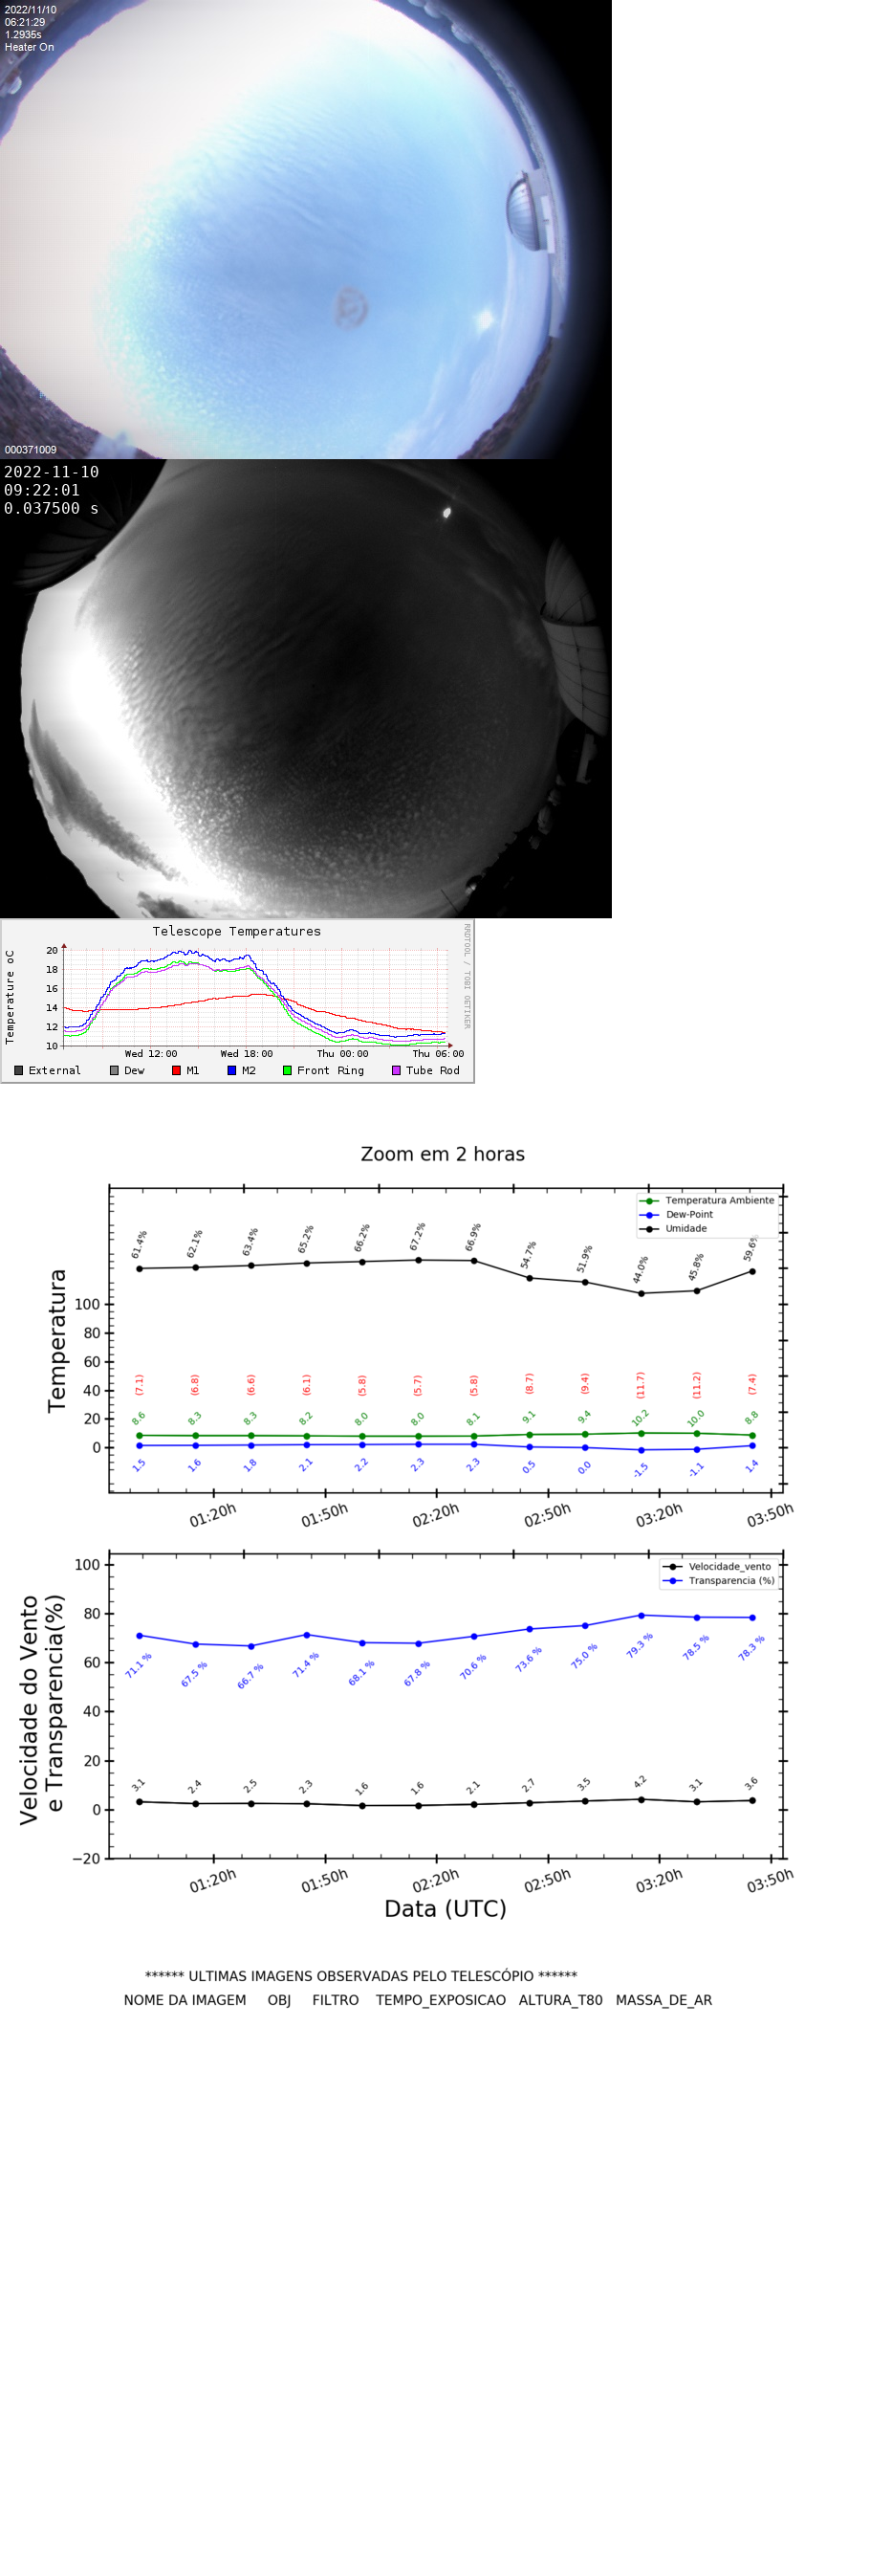 2022/11/10
06:21:29
1.2935s
Heater On
000371009
2022-11-10
09:22:01
0.037500 s
Telescope Temperatures
RRDTOOL / TOBI OETIKER
Temperature oC
20
18
16
14
12
10
Wed 12:00 Wed 18:00 Thu 00:00 Thu 06:00
External Dew M1 M2 Front Ring Tube Rod
Zoom em 2 horas
Temperatura Ambiente
Dew-Point
Umidade
61.4% 62.1% 63.4% 65.2% 66.2% 67.2% 66.9% 54.7% 51.9% 44.0% 45.8% 59.6%
Temperatura
100
80
60
40
20
0
(7.1) (6.8) (6.6) (6.1) (5.8) (5.7) (5.8) (8.7) (9.4) (11.7) (11.2) (7.4)
8.6 8.3 8.3 8.2 8.0 8.0 8.1 9.1 9.4 10.2 10.0 8.8
1.5 1.6 1.8 2.1 2.2 2.3 2.3 0.5 0.0 -1.5 -1.1 1.4
01:20h 01:50h 02:20h 02:50h 03:20h 03:50h
Velocidade_vento
Transparencia (%)
Velocidade do Vento
e Transparencia(%)
100
80
60
40
20
0
−20
71.1 % 67.5 % 66.7 % 71.4 % 68.1 % 67.8 % 70.6 % 73.6 % 75.0 % 79.3 % 78.5 % 78.3 %
3.1 2.4 2.5 2.3 1.6 1.6 2.1 2.7 3.5 4.2 3.1 3.6
01:20h 01:50h 02:20h 02:50h 03:20h 03:50h
Data (UTC)
****** ULTIMAS IMAGENS OBSERVADAS PELO TELESCÓPIO ******
NOME DA IMAGEM OBJ FILTRO TEMPO_EXPOSICAO ALTURA_T80 MASSA_DE_AR